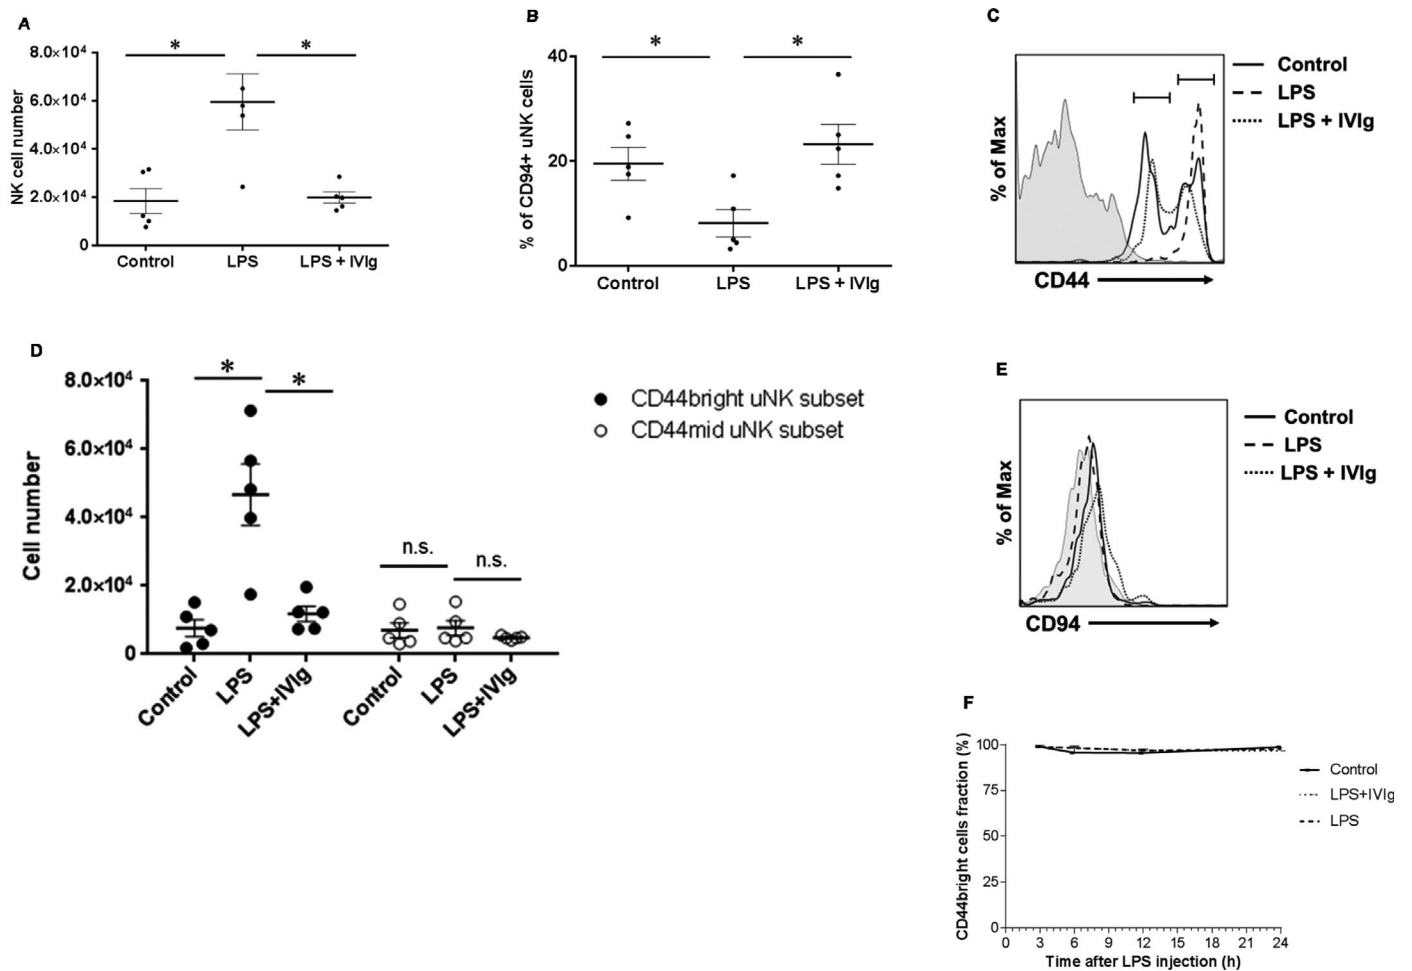 A
NK cell number
8.0×10⁴
6.0×10⁴
4.0×10⁴
2.0×10⁴
0
*
*
Control
LPS
LPS + IVIg
B
% of CD94+ uNK cells
40
20
0
*
*
Control
LPS
LPS + IVIg
C
% of Max
CD44
Control
LPS
LPS + IVIg
D
Cell number
8.0×10⁴
6.0×10⁴
4.0×10⁴
2.0×10⁴
0
*
*
n.s.
n.s.
Control
LPS
LPS+IVIg
Control
LPS
LPS+IVIg
CD44bright uNK subset
CD44mid uNK subset
E
% of Max
CD94
Control
LPS
LPS + IVIg
F
CD44bright cells fraction (%)
100
75
50
25
0
0 3 6 9 12 15 18 21 24
Time after LPS injection (h)
Control
LPS+IVIg
LPS